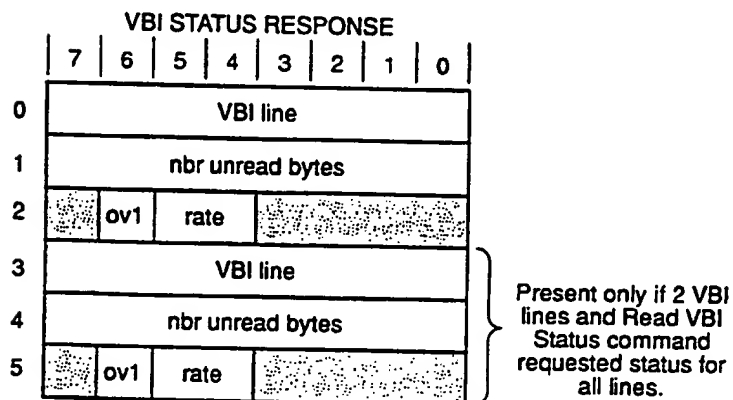 VBI STATUS RESPONSE
7 6 5 4 3 2 1 0
0 VBI line
1 nbr unread bytes
2 ov1 rate
3 VBI line
4 nbr unread bytes
5 ov1 rate
Present only if 2 VBI
lines and Read VBI
Status command
requested status for
all lines.